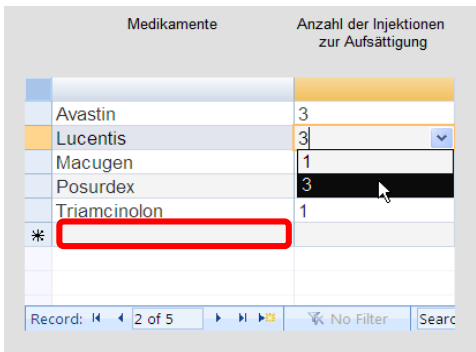 Medikamente
Anzahl der Injektionen
zur Aufsättigung
Avastin 3
Lucentis 3
Macugen 1
Posurdex 3
Triamcinolon 1
Record: 2 of 5 No Filter Searc